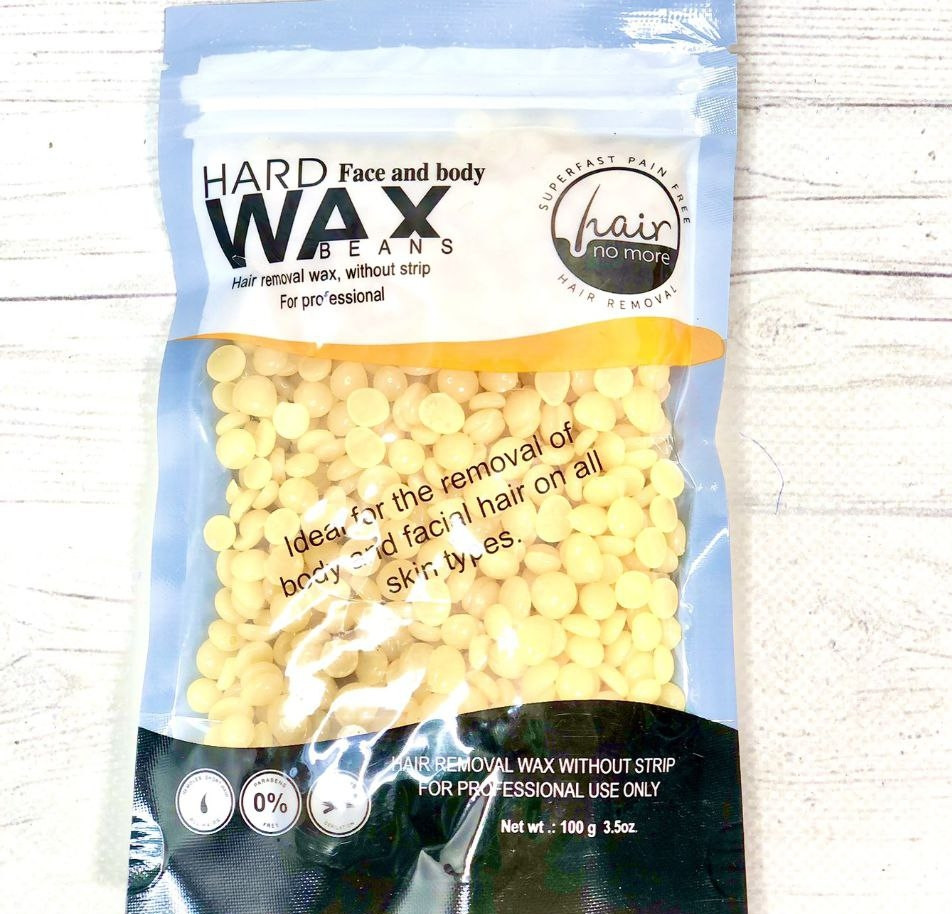 HARD Face and body
WAX
BEANS
Hair removal wax, without strip
For professional
SUPERFAST PAIN FREE
hair
no more
HAIR REMOVAL
Ideal for the removal of
body and facial hair on all
skin types.
HAIR REMOVAL WAX WITHOUT STRIP
FOR PROFESSIONAL USE ONLY
PARABENS
0%
FREE
Net wt .: 100 g 3.5oz.